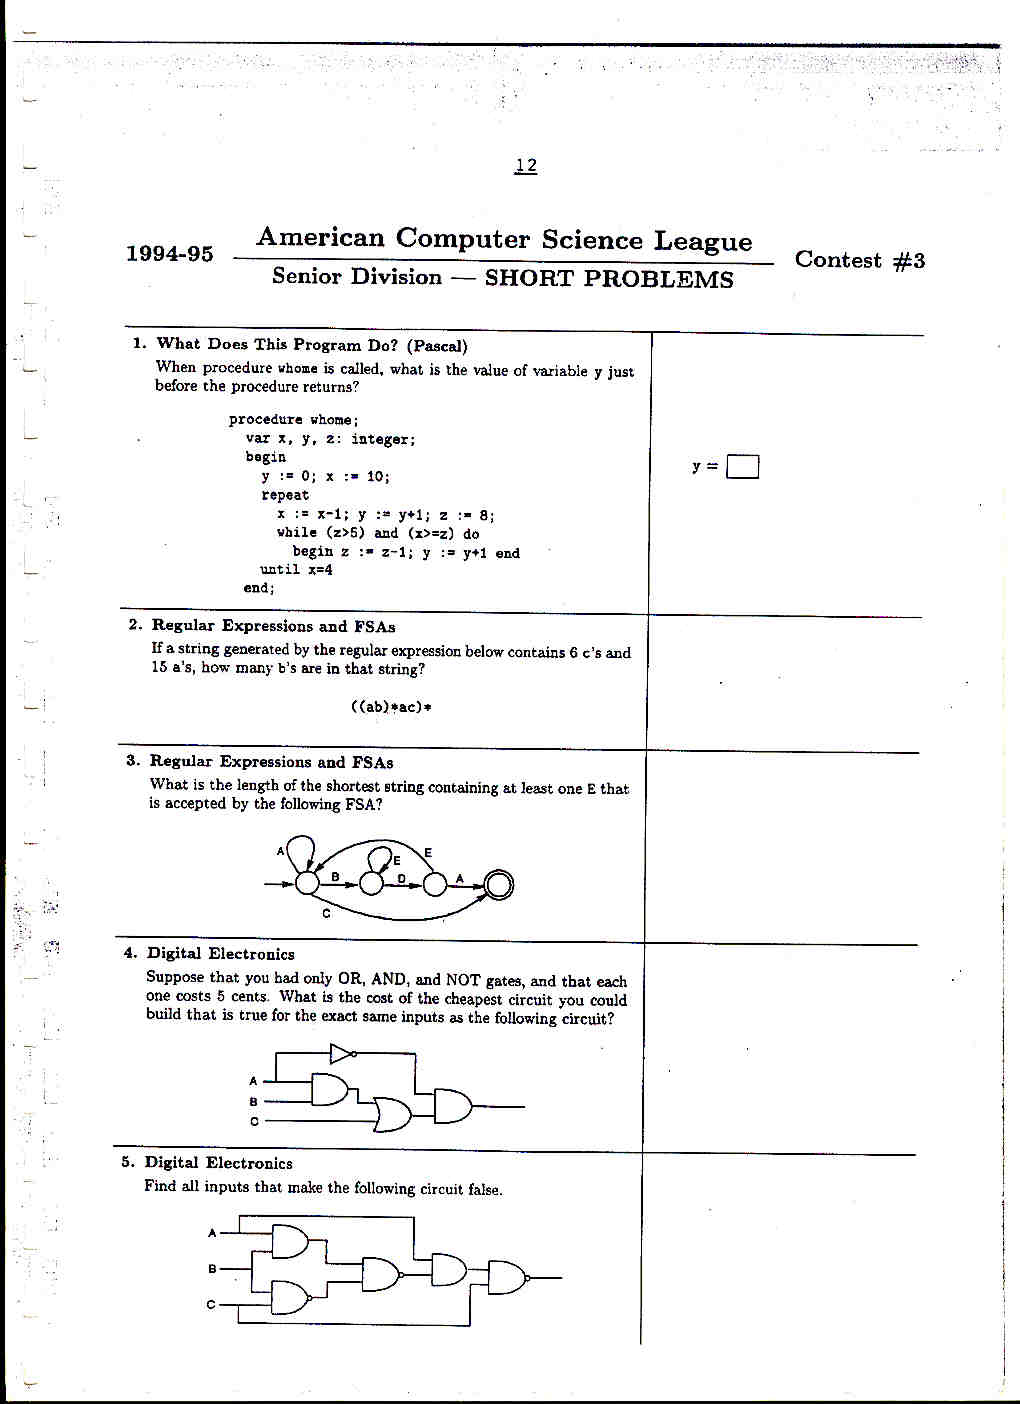 12
American Computer Science League
1994-95
Contest #3
Senior Division — SHORT PROBLEMS
1. What Does This Program Do? (Pascal)
When procedure whome is called, what is the value of variable y just
before the procedure returns?
procedure whome;
var x, y, z: integer;
begin
y := 0; x := 10;
repeat
x := x-1; y := y+1; z := 8;
while (z>5) and (x>=z) do
begin z := z-1; y := y+1 end
until x=4
end;
y =
2. Regular Expressions and FSAs
If a string generated by the regular expression below contains 6 c's and
15 a's, how many b's are in that string?
((ab)*ac)*
3. Regular Expressions and FSAs
What is the length of the shortest string containing at least one E that
is accepted by the following FSA?
A
E
E
B
D
A
C
4. Digital Electronics
Suppose that you had only OR, AND, and NOT gates, and that each
one costs 5 cents. What is the cost of the cheapest circuit you could
build that is true for the exact same inputs as the following circuit?
A
B
C
5. Digital Electronics
Find all inputs that make the following circuit false.
A
B
C